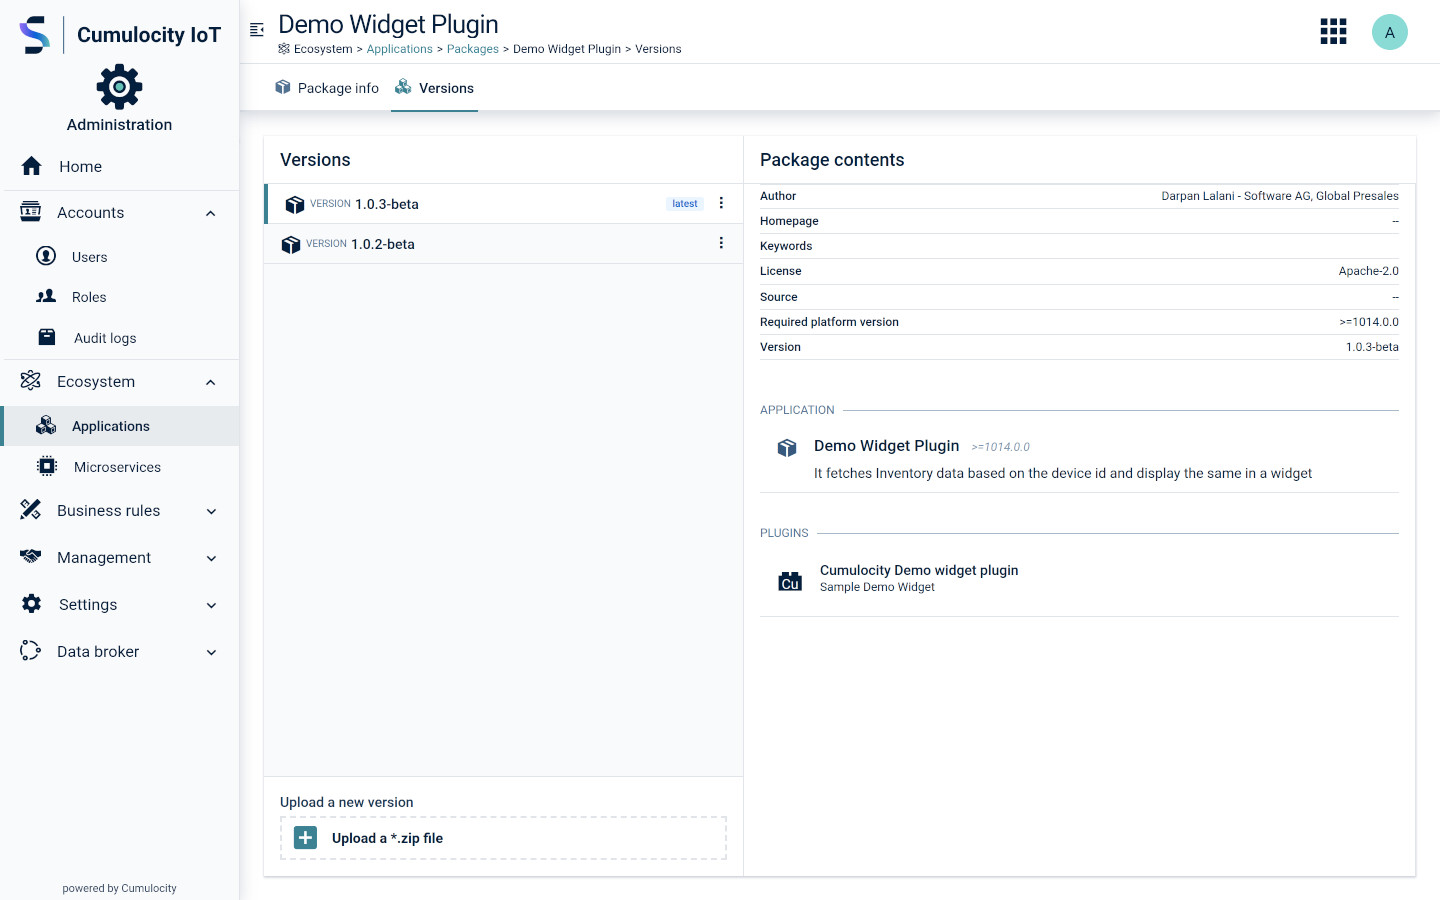 Cumulocity IoT
Administration
Home
Accounts
Users
Roles
Audit logs
Ecosystem
Applications
Microservices
Business rules
Management
Settings
Data broker
powered by Cumulocity
Demo Widget Plugin
Ecosystem > Applications > Packages > Demo Widget Plugin > Versions
A
Package info
Versions
Versions
VERSION 1.0.3-beta latest
VERSION 1.0.2-beta
Upload a new version
Upload a *.zip file
Package contents
Author Darpan Lalani - Software AG, Global Presales
Homepage --
Keywords
License Apache-2.0
Source --
Required platform version >=1014.0.0
Version 1.0.3-beta
APPLICATION
Demo Widget Plugin >=1014.0.0
It fetches Inventory data based on the device id and display the same in a widget
PLUGINS
Cu
Cumulocity Demo widget plugin
Sample Demo Widget